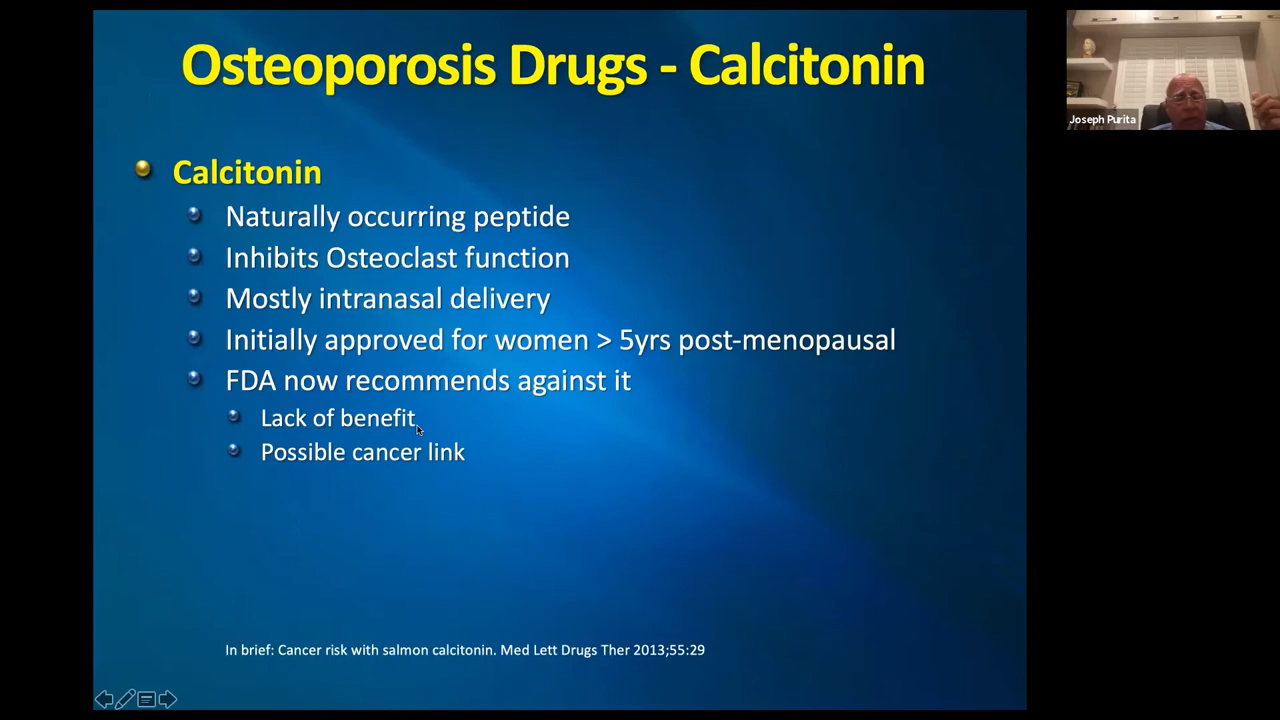 Osteoporosis Drugs - Calcitonin
Calcitonin
Naturally occurring peptide
Inhibits Osteoclast function
Mostly intranasal delivery
Initially approved for women > 5yrs post-menopausal
FDA now recommends against it
Lack of benefit
Possible cancer link
In brief: Cancer risk with salmon calcitonin. Med Lett Drugs Ther 2013;55:29
Joseph Purita